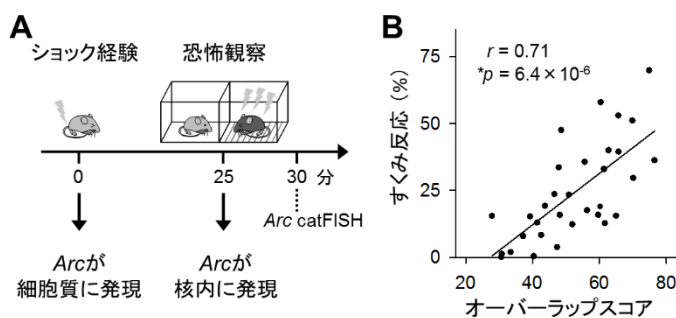 A
ショック経験
恐怖観察
0
25
30
分
Arc catFISH
Arcが
細胞質に発現
Arcが
核内に発現
B
r = 0.71
*p = 6.4×10⁻⁶
すくみ反応 (%)
75
50
25
0
20
40
60
80
オーバーラップスコア